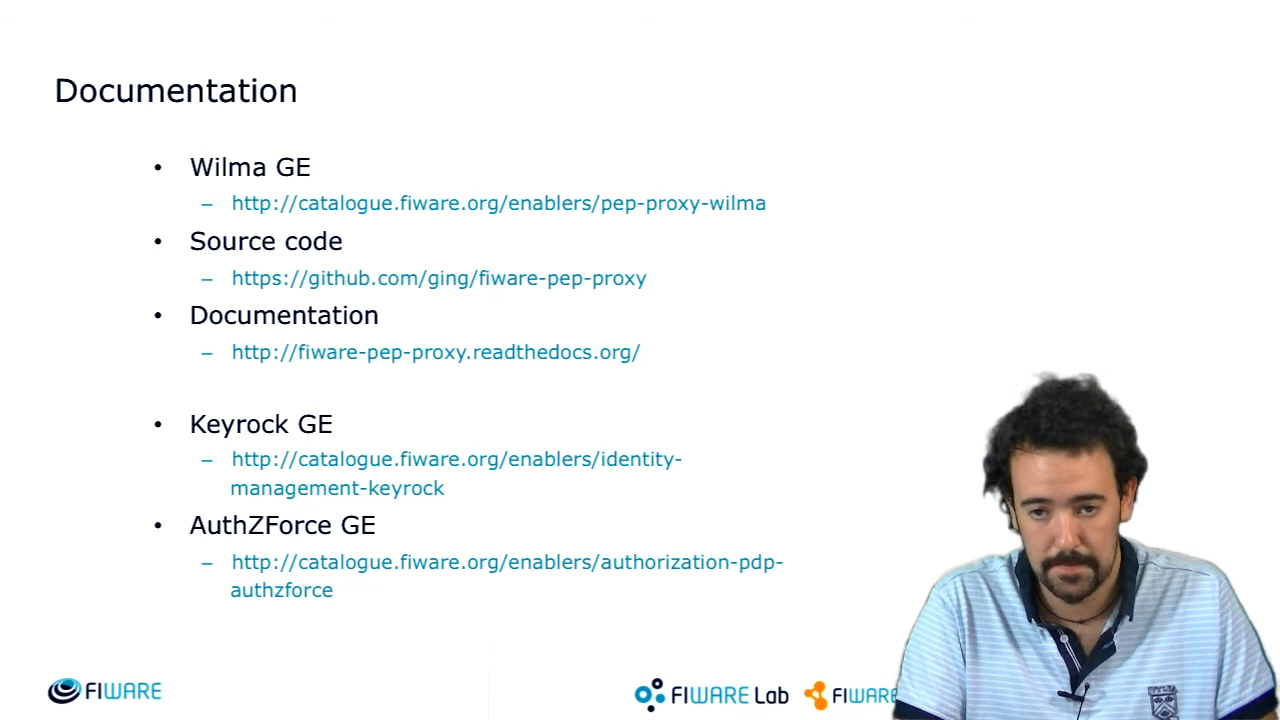 Documentation
• Wilma GE
– http://catalogue.fiware.org/enablers/pep-proxy-wilma
• Source code
– https://github.com/ging/fiware-pep-proxy
• Documentation
– http://fiware-pep-proxy.readthedocs.org/
• Keyrock GE
– http://catalogue.fiware.org/enablers/identity-
management-keyrock
• AuthZForce GE
– http://catalogue.fiware.org/enablers/authorization-pdp-
authzforce
FIWARE
FIWARE Lab
FIWARE